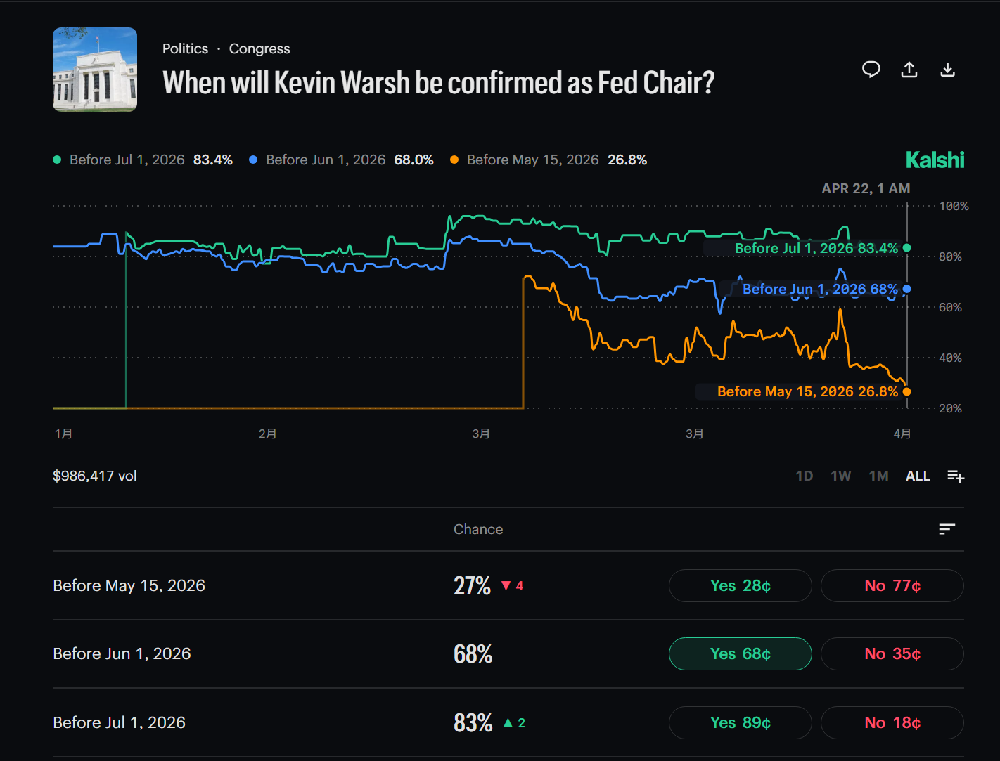 Politics · Congress
When will Kevin Warsh be confirmed as Fed Chair?
Before Jul 1, 2026 83.4% Before Jun 1, 2026 68.0% Before May 15, 2026 26.8%
Kalshi
APR 22, 1 AM
100%
Before Jul 1, 2026 83.4%
80%
Before Jun 1, 2026 68%
60%
40%
Before May 15, 2026 26.8%
20%
1月 2月 3月 3月 4月
$986,417 vol
1D 1W 1M ALL
Chance
Before May 15, 2026 27% ▼ 4 Yes 28¢ No 77¢
Before Jun 1, 2026 68% Yes 68¢ No 35¢
Before Jul 1, 2026 83% ▲ 2 Yes 89¢ No 18¢